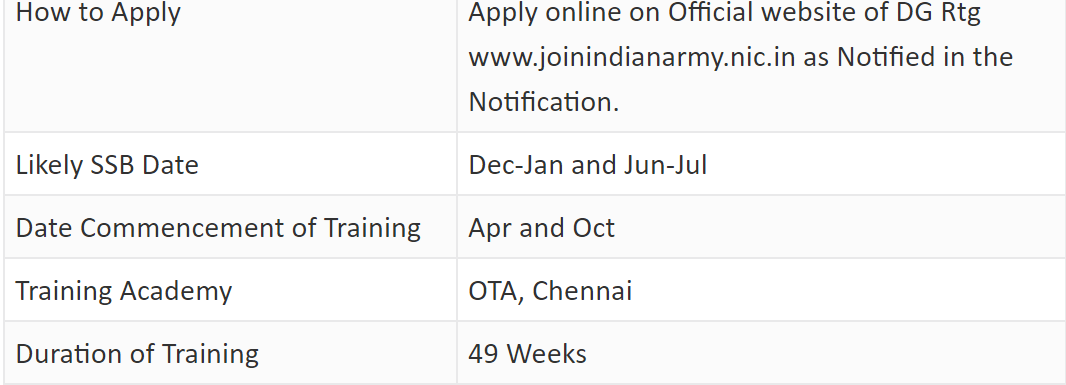 How to Apply
Apply online on Official website of DG Rtg
www.joinindianarmy.nic.in as Notified in the
Notification.
Likely SSB Date
Dec-Jan and Jun-Jul
Date Commencement of Training
Apr and Oct
Training Academy
OTA, Chennai
Duration of Training
49 Weeks